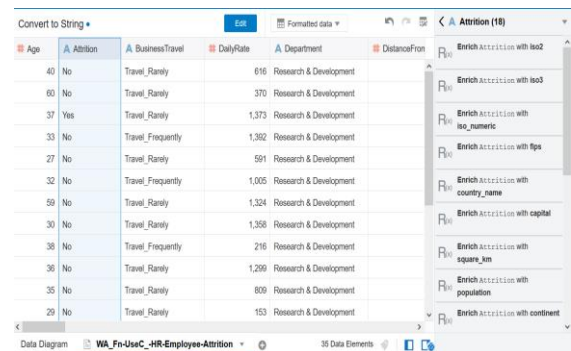 Convert to String •
Edit
Formatted data
Attrition (18)
Age Attrition BusinessTravel DailyRate Department DistanceFron
40 No Travel_Rarely 616 Research & Development
60 No Travel_Rarely 370 Research & Development
37 Yes Travel_Rarely 1,373 Research & Development
33 No Travel_Frequently 1,392 Research & Development
27 No Travel_Rarely 591 Research & Development
32 No Travel_Frequently 1,005 Research & Development
59 No Travel_Rarely 1,324 Research & Development
30 No Travel_Rarely 1,358 Research & Development
38 No Travel_Frequently 216 Research & Development
36 No Travel_Rarely 1,299 Research & Development
35 No Travel_Rarely 809 Research & Development
29 No Travel_Rarely 153 Research & Development
Enrich Attrition with iso2
Enrich Attrition with iso3
Enrich Attrition with
iso_numeric
Enrich Attrition with fips
Enrich Attrition with
country_name
Enrich Attrition with capital
Enrich Attrition with
square_km
Enrich Attrition with
population
Enrich Attrition with continent
Data Diagram WA_Fn-UseC_-HR-Employee-Attrition 35 Data Elements